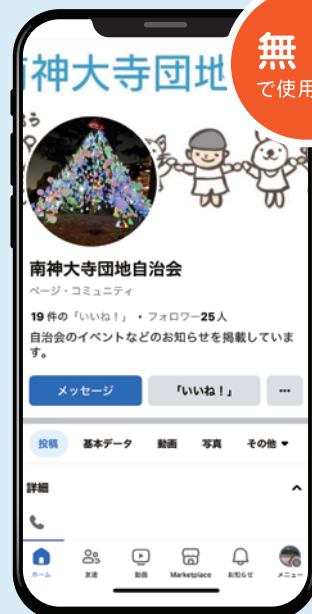 南神大寺団地
無
で使用
南神大寺団地自治会
ページ・コミュニティ
19 件の「いいね！」 • フォロワー25人
自治会のイベントなどのお知らせを掲載していま
す。
メッセージ
「いいね！」
...
投稿 基本データ 動画 写真 その他
詳細
ホーム 友達 動画 Marketplace お知らせ メニュー